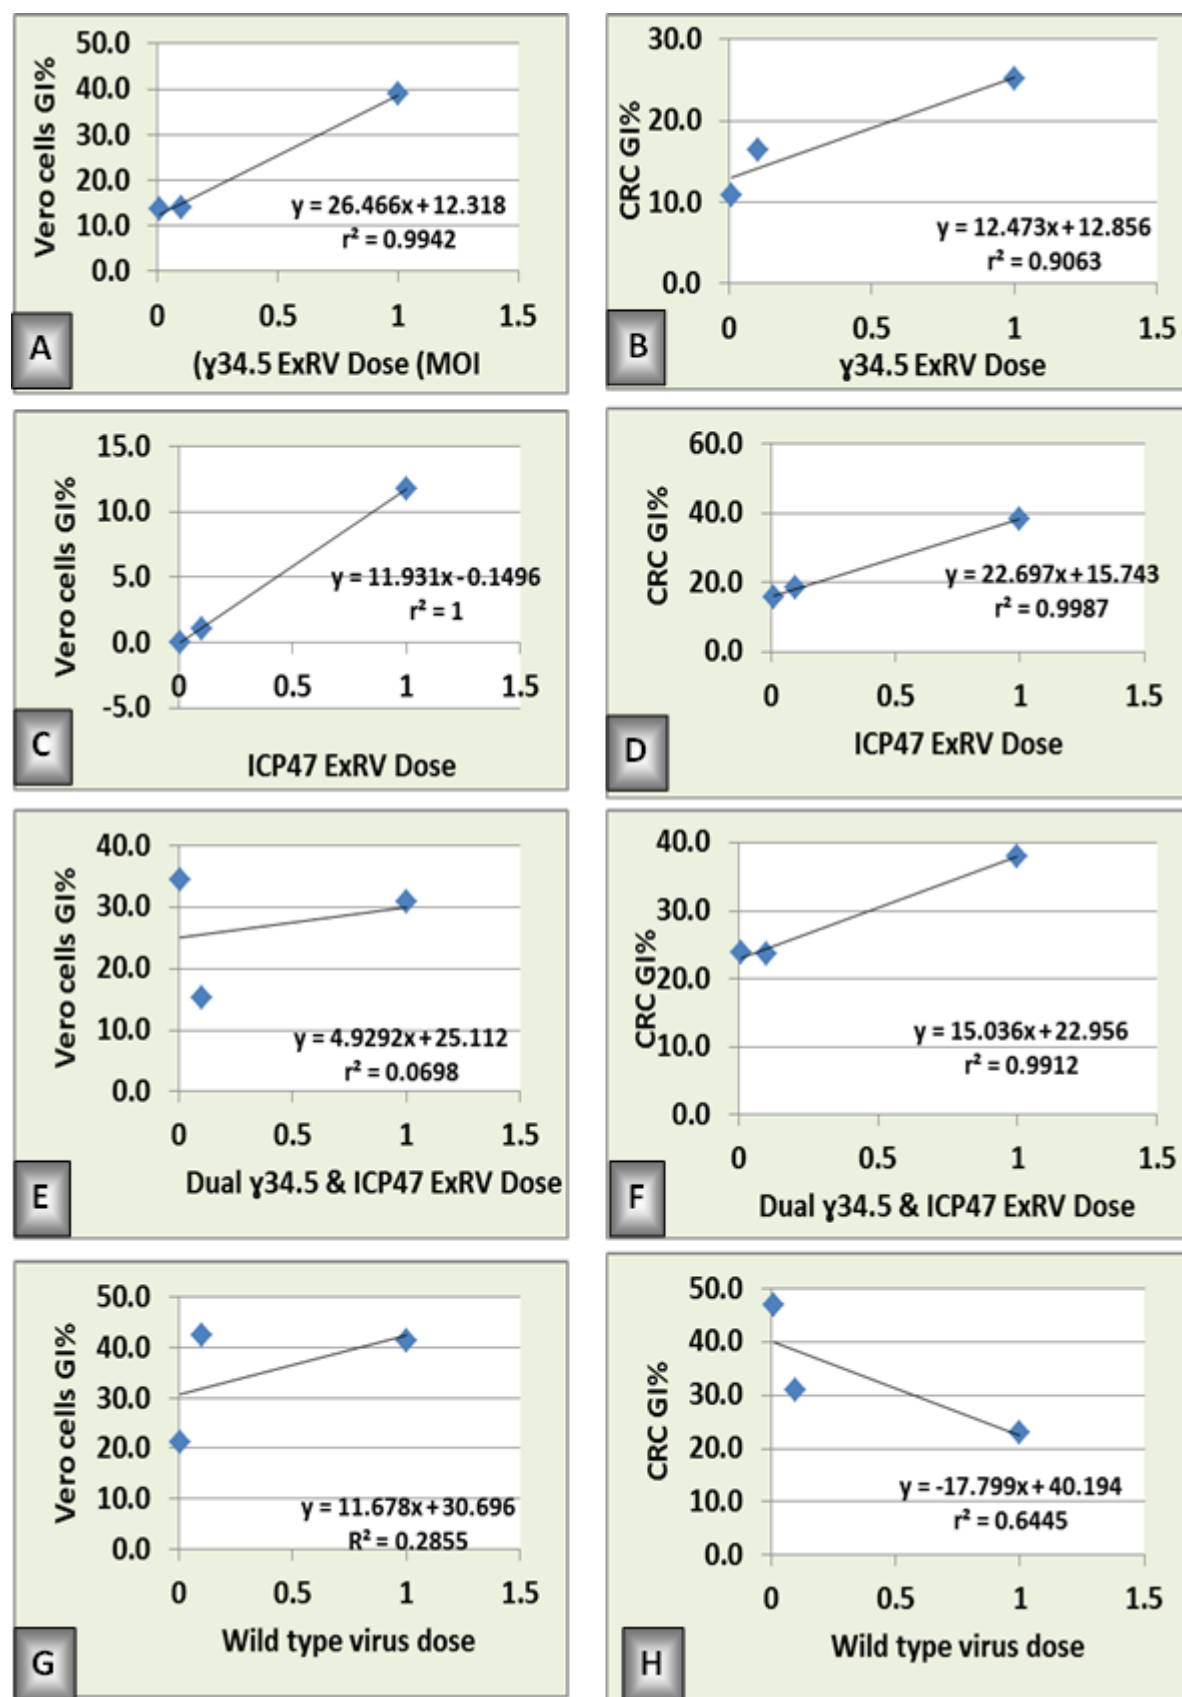 Vero cells GI%
50.0
40.0
30.0
20.0
10.0
0.0
y = 26.466x + 12.318
r² = 0.9942
0 0.5 1 1.5
(ɣ34.5 ExRV Dose (MOI
A
CRC GI%
30.0
20.0
10.0
0.0
y = 12.473x + 12.856
r² = 0.9063
0 0.5 1 1.5
ɣ34.5 ExRV Dose
B
Vero cells GI%
15.0
10.0
5.0
0.0
-5.0
y = 11.931x - 0.1496
r² = 1
0 0.5 1 1.5
ICP47 ExRV Dose
C
CRC GI%
60.0
40.0
20.0
0.0
y = 22.697x + 15.743
r² = 0.9987
0 0.5 1 1.5
ICP47 ExRV Dose
D
Vero cells GI%
40.0
30.0
20.0
10.0
0.0
y = 4.9292x + 25.112
r² = 0.0698
0 0.5 1 1.5
Dual ɣ34.5 & ICP47 ExRV Dose
E
CRC GI%
40.0
30.0
20.0
10.0
0.0
y = 15.036x + 22.956
r² = 0.9912
0 0.5 1 1.5
Dual ɣ34.5 & ICP47 ExRV Dose
F
Vero cells GI%
50.0
40.0
30.0
20.0
10.0
0.0
y = 11.678x + 30.696
R² = 0.2855
0 0.5 1 1.5
Wild type virus dose
G
CRC GI%
50.0
40.0
30.0
20.0
10.0
0.0
y = -17.799x + 40.194
r² = 0.6445
0 0.5 1 1.5
Wild type virus dose
H